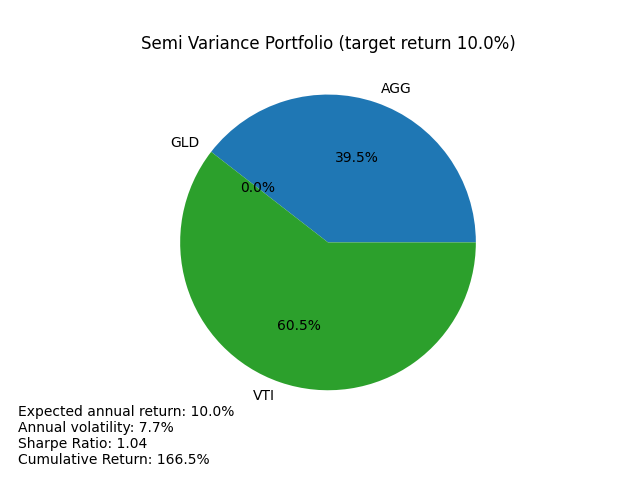 Semi Variance Portfolio (target return 10.0%)
AGG
GLD
39.5%
0.0%
60.5%
VTI
Expected annual return: 10.0%
Annual volatility: 7.7%
Sharpe Ratio: 1.04
Cumulative Return: 166.5%